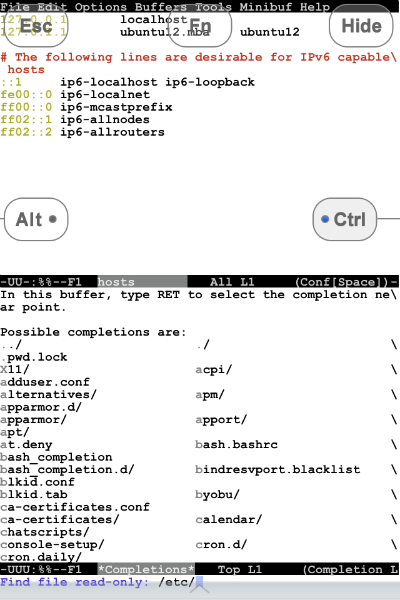 File Edit Options Buffers Tools Minibuf Help
127.0.0.1 localhost
127.0.1.1 ubuntu12.mba ubuntu12
Esc
Fn
Hide
# The following lines are desirable for IPv6 capable\
hosts
::1 ip6-localhost ip6-loopback
fe00::0 ip6-localnet
ff00::0 ip6-mcastprefix
ff02::1 ip6-allnodes
ff02::2 ip6-allrouters
Alt
Ctrl
-UU-:%%--F1 hosts All L1 (Conf[Space])-
In this buffer, type RET to select the completion ne\
ar point.
Possible completions are:
../ ./ \
.pwd.lock
X11/ acpi/ \
adduser.conf
alternatives/ apm/ \
apparmor.d/
apparmor/ apport/ \
apt/
at.deny bash.bashrc \
bash_completion
bash_completion.d/ bindresvport.blacklist \
blkid.conf
blkid.tab byobu/ \
ca-certificates.conf
ca-certificates/ calendar/ \
chatscripts/
console-setup/ cron.d/ \
cron.daily/
-UUU:%%--F1 *Completions* Top L1 (Completion L
Find file read-only: /etc/